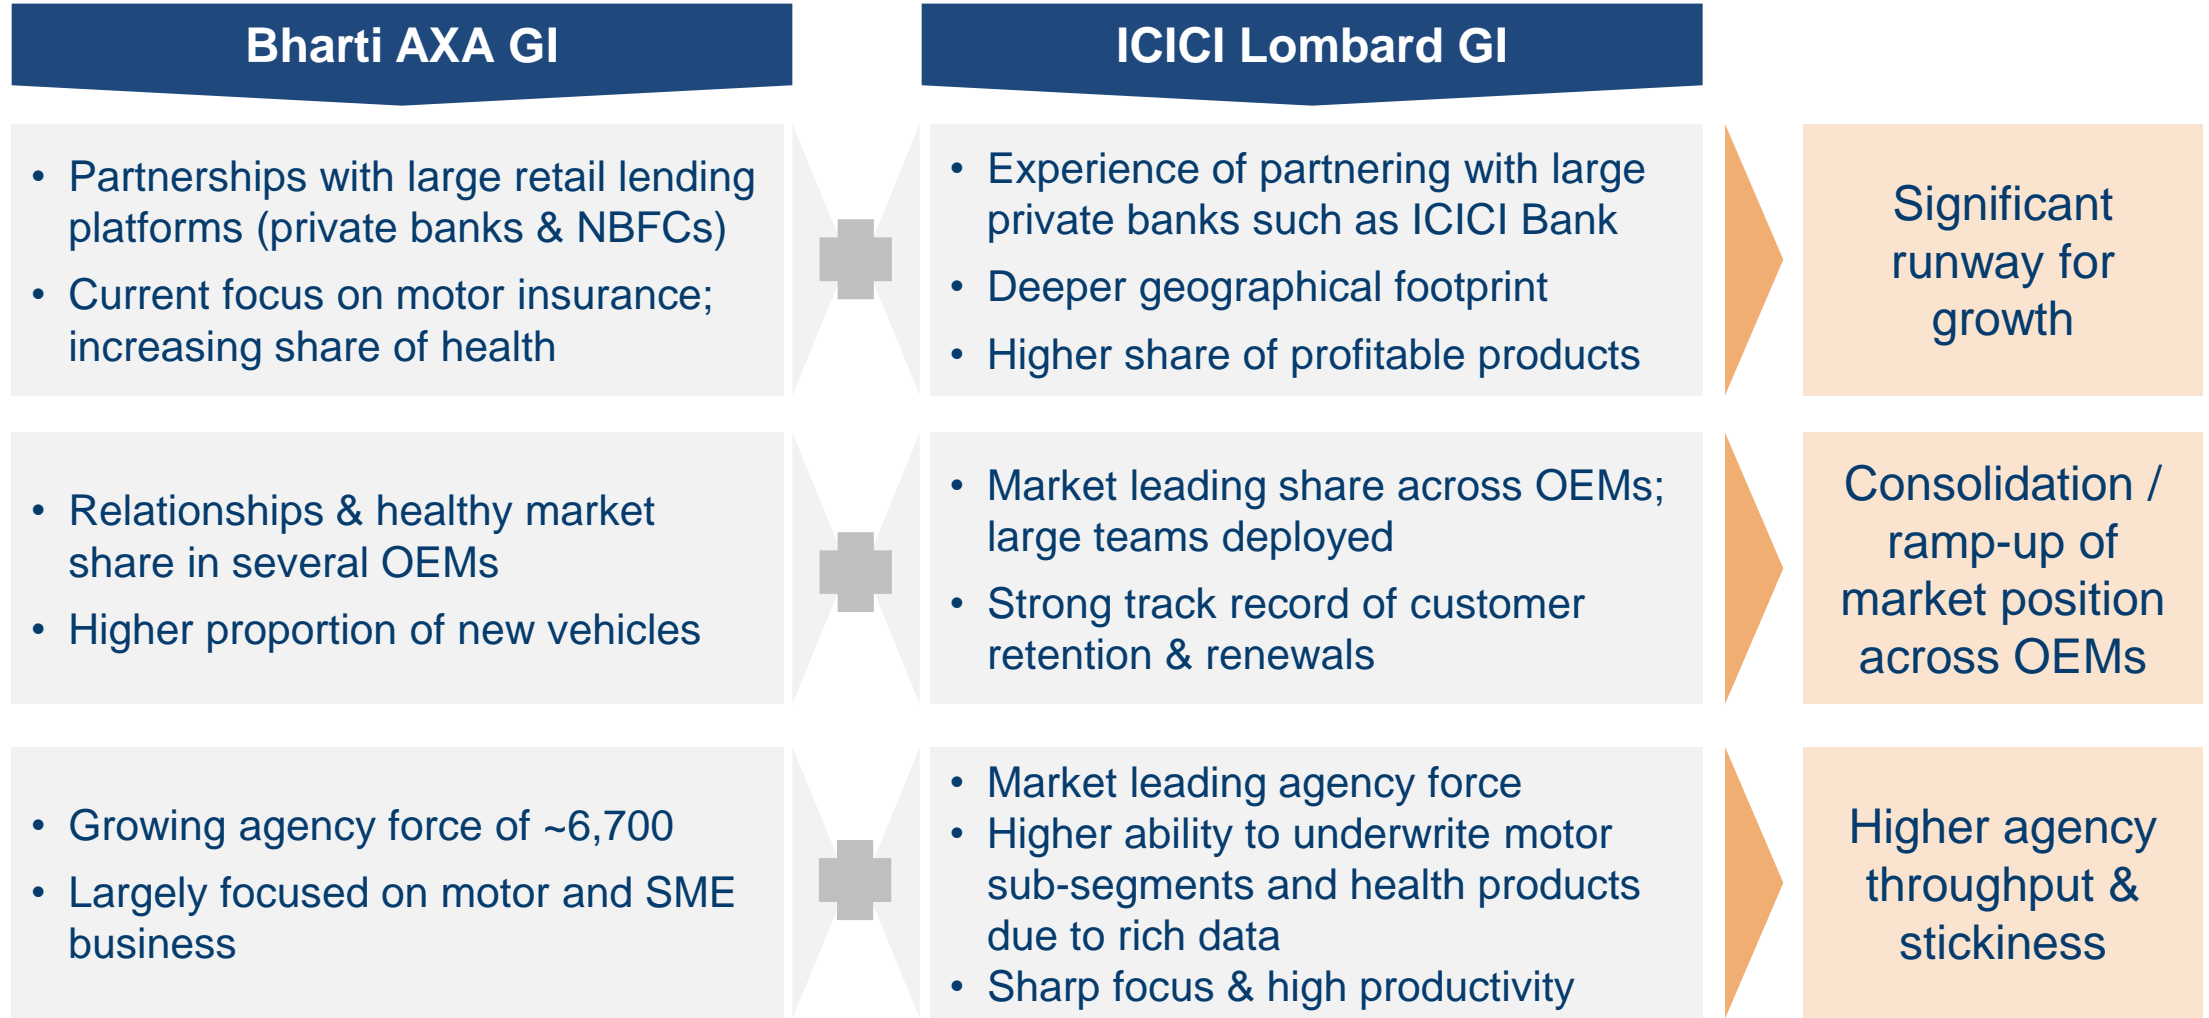 Bharti AXA GI
ICICI Lombard GI
• Partnerships with large retail lending
platforms (private banks & NBFCs)
• Current focus on motor insurance;
increasing share of health
• Experience of partnering with large
private banks such as ICICI Bank
• Deeper geographical footprint
• Higher share of profitable products
Significant
runway for
growth
• Relationships & healthy market
share in several OEMs
• Higher proportion of new vehicles
• Market leading share across OEMs;
large teams deployed
• Strong track record of customer
retention & renewals
Consolidation /
ramp-up of
market position
across OEMs
• Growing agency force of ~6,700
• Largely focused on motor and SME
business
• Market leading agency force
• Higher ability to underwrite motor
sub-segments and health products
due to rich data
• Sharp focus & high productivity
Higher agency
throughput &
stickiness